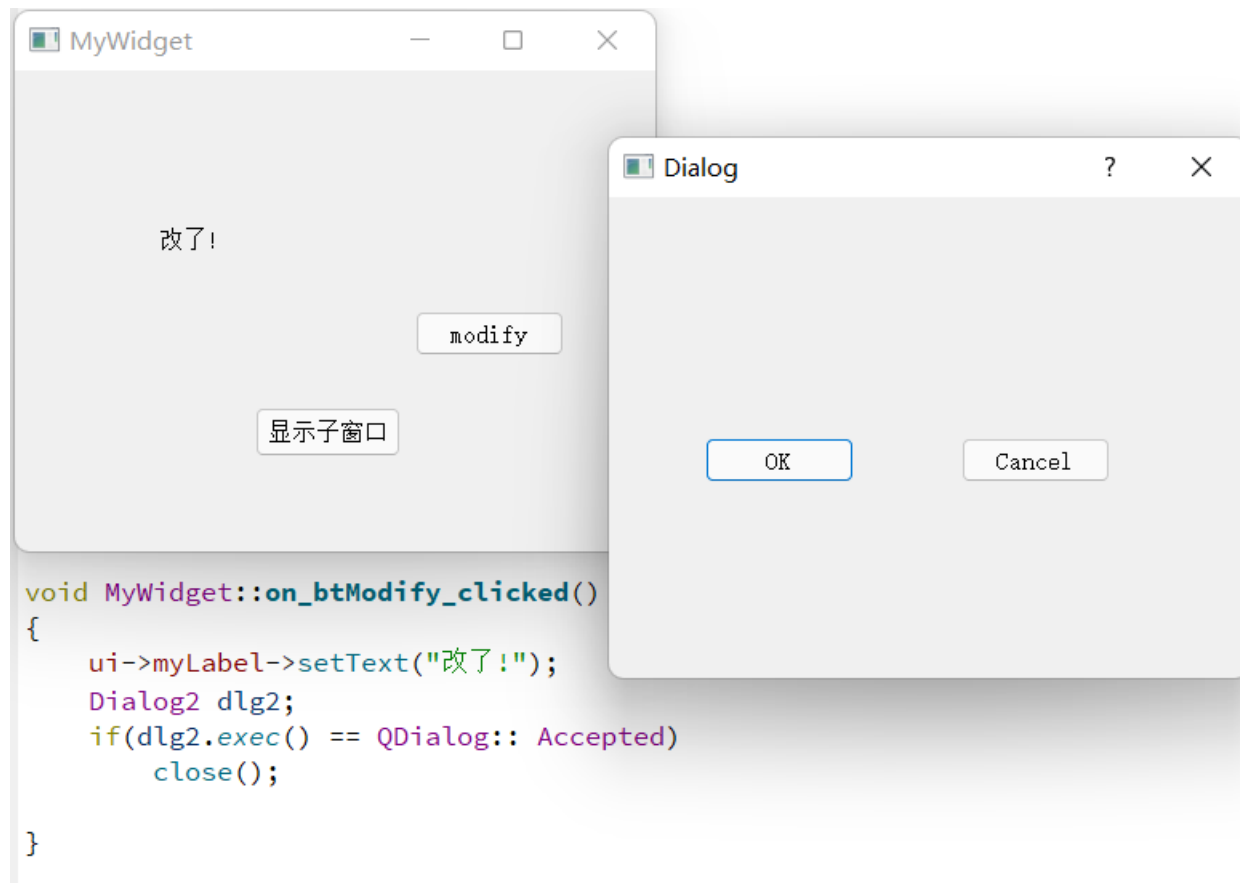 MyWidget
改了!
modify
显示子窗口
Dialog
?
OK
Cancel
void MyWidget::on_btModify_clicked()
{
    ui->myLabel->setText("改了!");
    Dialog2 dlg2;
    if(dlg2.exec() == QDialog:: Accepted)
        close();
}